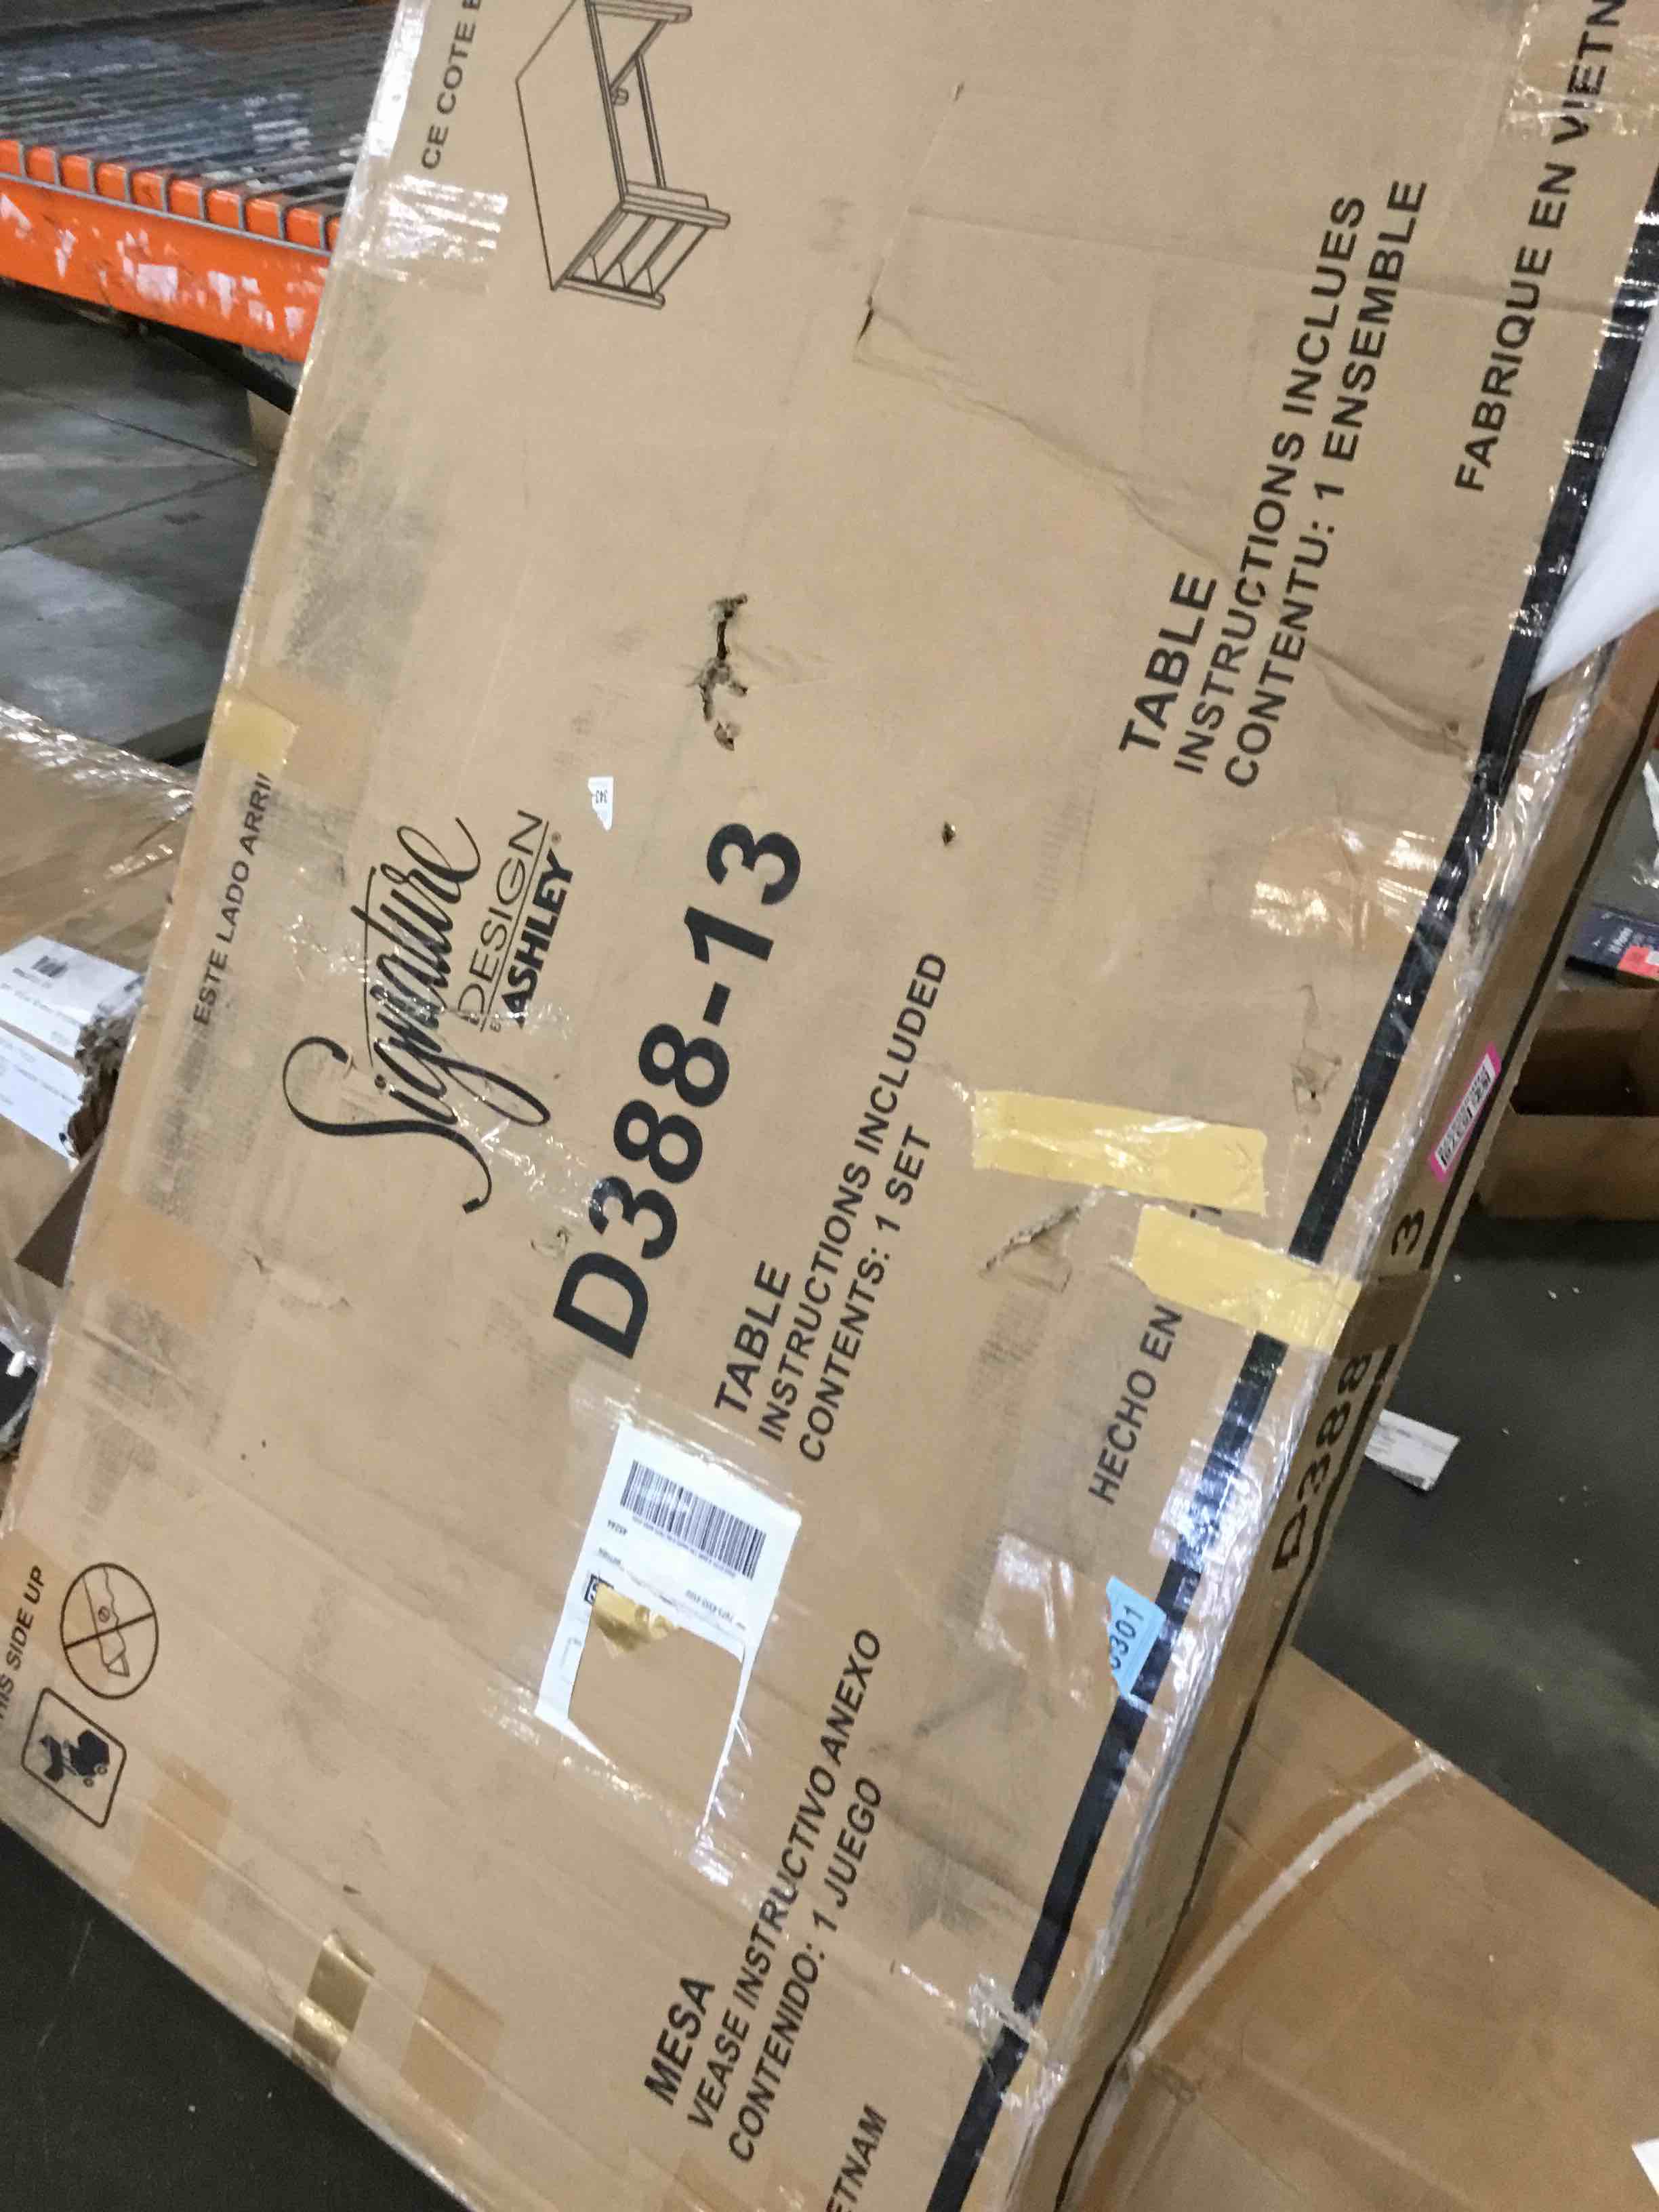 CE COTE
ESTE LADO ARRI
THIS SIDE UP
Signature
DESIGN
BY ASHLEY®
D388-13
TABLE
INSTRUCTIONS INCLUDED
CONTENTS: 1 SET
TABLE
INSTRUCTIONS INCLUES
CONTENTU: 1 ENSEMBLE
MESA
VEASE INSTRUCTIVO ANEXO
CONTENIDO: 1 JUEGO
FABRIQUE EN VIETN
HECHO EN
ETNAM
0301
D388 3